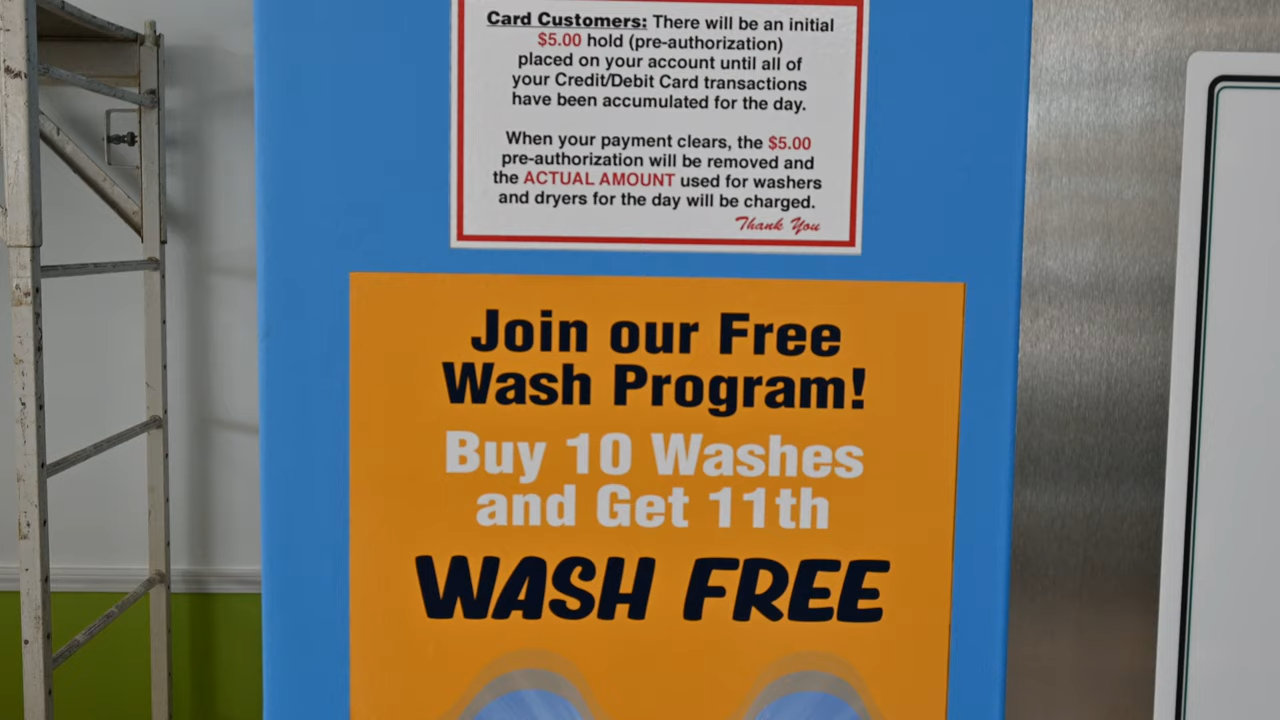 Card Customers: There will be an initial
$5.00 hold (pre-authorization)
placed on your account until all of
your Credit/Debit Card transactions
have been accumulated for the day.
When your payment clears, the $5.00
pre-authorization will be removed and
the ACTUAL AMOUNT used for washers
and dryers for the day will be charged.
Thank You
Join our Free
Wash Program!
Buy 10 Washes
and Get 11th
WASH FREE